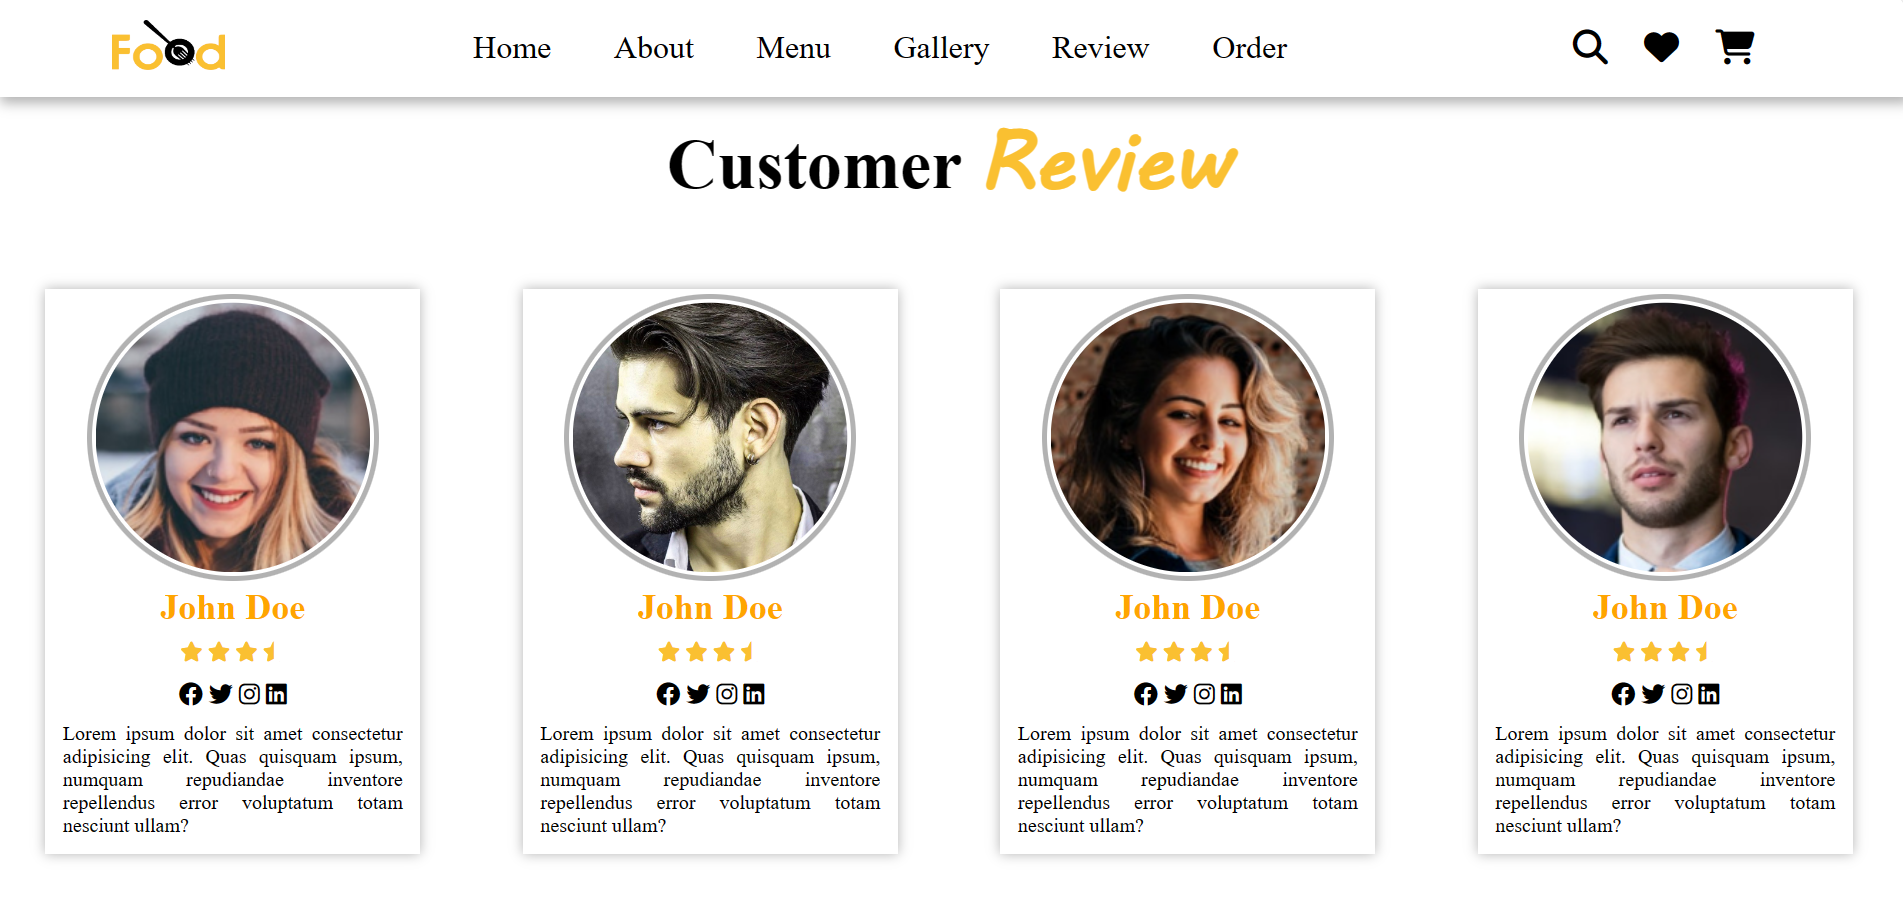 Food
Home About Menu Gallery Review Order
Customer Review
John Doe
Lorem ipsum dolor sit amet consectetur
adipisicing elit. Quas quisquam ipsum,
numquam repudiandae inventore
repellendus error voluptatum totam
nesciunt ullam?
John Doe
Lorem ipsum dolor sit amet consectetur
adipisicing elit. Quas quisquam ipsum,
numquam repudiandae inventore
repellendus error voluptatum totam
nesciunt ullam?
John Doe
Lorem ipsum dolor sit amet consectetur
adipisicing elit. Quas quisquam ipsum,
numquam repudiandae inventore
repellendus error voluptatum totam
nesciunt ullam?
John Doe
Lorem ipsum dolor sit amet consectetur
adipisicing elit. Quas quisquam ipsum,
numquam repudiandae inventore
repellendus error voluptatum totam
nesciunt ullam?